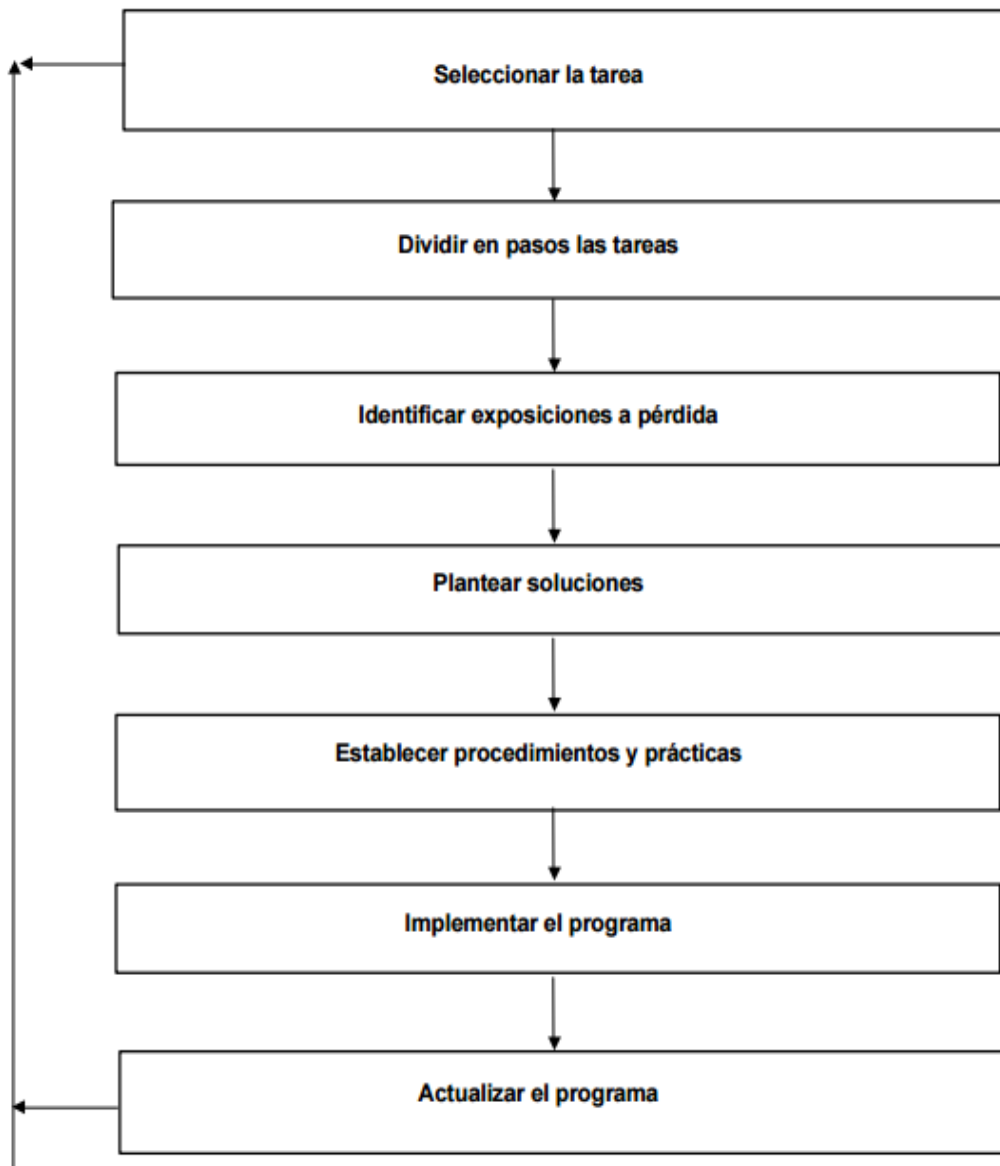 Seleccionar la tarea
Dividir en pasos las tareas
Identificar exposiciones a pérdida
Plantear soluciones
Establecer procedimientos y prácticas
Implementar el programa
Actualizar el programa